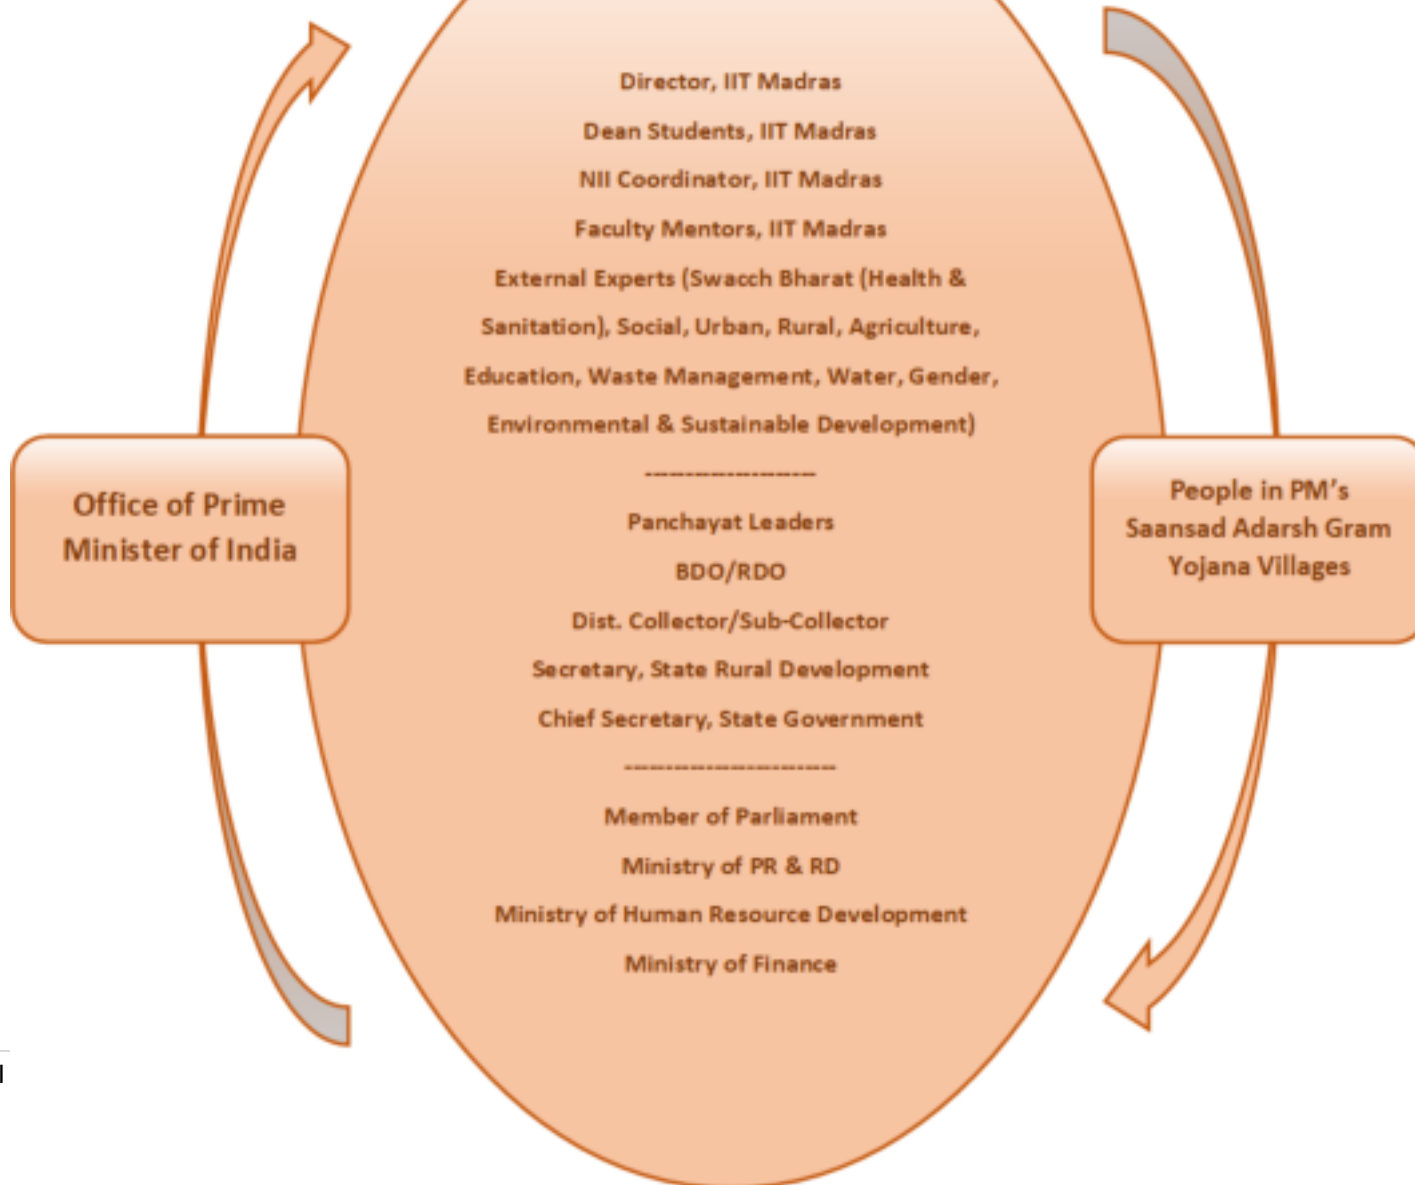 Director, IIT Madras
Dean Students, IIT Madras
NII Coordinator, IIT Madras
Faculty Mentors, IIT Madras
External Experts (Swacch Bharat (Health &
Sanitation), Social, Urban, Rural, Agriculture,
Education, Waste Management, Water, Gender,
Environmental & Sustainable Development)
----------------------
Panchayat Leaders
BDO/RDO
Dist. Collector/Sub-Collector
Secretary, State Rural Development
Chief Secretary, State Government
---------------------------
Member of Parliament
Ministry of PR & RD
Ministry of Human Resource Development
Ministry of Finance
Office of Prime
Minister of India
People in PM's
Saansad Adarsh Gram
Yojana Villages